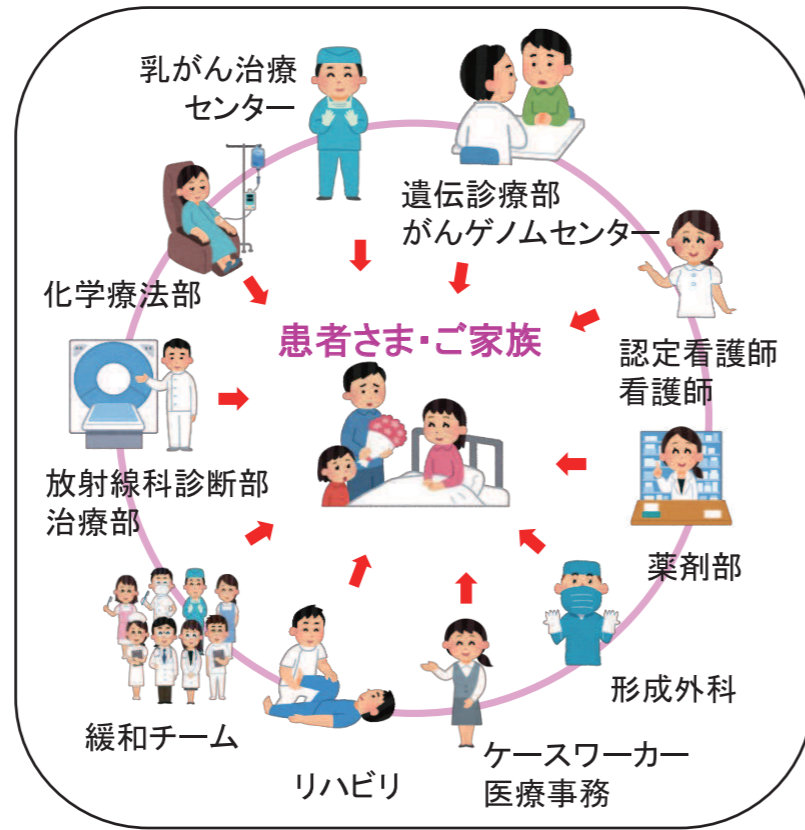 乳がん治療
センター
遺伝診療部
がんゲノムセンター
化学療法部
患者さま・ご家族
認定看護師
看護師
放射線科診断部
治療部
薬剤部
形成外科
緩和チーム
リハビリ
ケースワーカー
医療事務